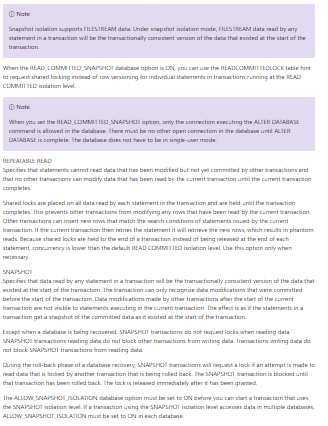 ⓘ Note
Snapshot isolation supports FILESTREAM data. Under snapshot isolation mode, FILESTREAM data read by any
statement in a transaction will be the transactionally consistent version of the data that existed at the start of the
transaction.
When the READ_COMMITTED_SNAPSHOT database option is ON, you can use the READCOMMITTEDLOCK table hint
to request shared locking instead of row versioning for individual statements in transactions running at the READ
COMMITTED isolation level.
ⓘ Note
When you set the READ_COMMITTED_SNAPSHOT option, only the connection executing the ALTER DATABASE
command is allowed in the database. There must be no other open connection in the database until ALTER
DATABASE is complete. The database does not have to be in single-user mode.
REPEATABLE READ
Specifies that statements cannot read data that has been modified but not yet committed by other transactions and
that no other transactions can modify data that has been read by the current transaction until the current transaction
completes.
Shared locks are placed on all data read by each statement in the transaction and are held until the transaction
completes. This prevents other transactions from modifying any rows that have been read by the current transaction.
Other transactions can insert new rows that match the search conditions of statements issued by the current
transaction. If the current transaction then retries the statement it will retrieve the new rows, which results in phantom
reads. Because shared locks are held to the end of a transaction instead of being released at the end of each
statement, concurrency is lower than the default READ COMMITTED isolation level. Use this option only when
necessary.
SNAPSHOT
Specifies that data read by any statement in a transaction will be the transactionally consistent version of the data that
existed at the start of the transaction. The transaction can only recognize data modifications that were committed
before the start of the transaction. Data modifications made by other transactions after the start of the current
transaction are not visible to statements executing in the current transaction. The effect is as if the statements in a
transaction get a snapshot of the committed data as it existed at the start of the transaction.
Except when a database is being recovered, SNAPSHOT transactions do not request locks when reading data.
SNAPSHOT transactions reading data do not block other transactions from writing data. Transactions writing data do
not block SNAPSHOT transactions from reading data.
During the roll-back phase of a database recovery, SNAPSHOT transactions will request a lock if an attempt is made to
read data that is locked by another transaction that is being rolled back. The SNAPSHOT transaction is blocked until
that transaction has been rolled back. The lock is released immediately after it has been granted.
The ALLOW_SNAPSHOT_ISOLATION database option must be set to ON before you can start a transaction that uses
the SNAPSHOT isolation level. If a transaction using the SNAPSHOT isolation level accesses data in multiple databases,
ALLOW_SNAPSHOT_ISOLATION must be set to ON in each database.